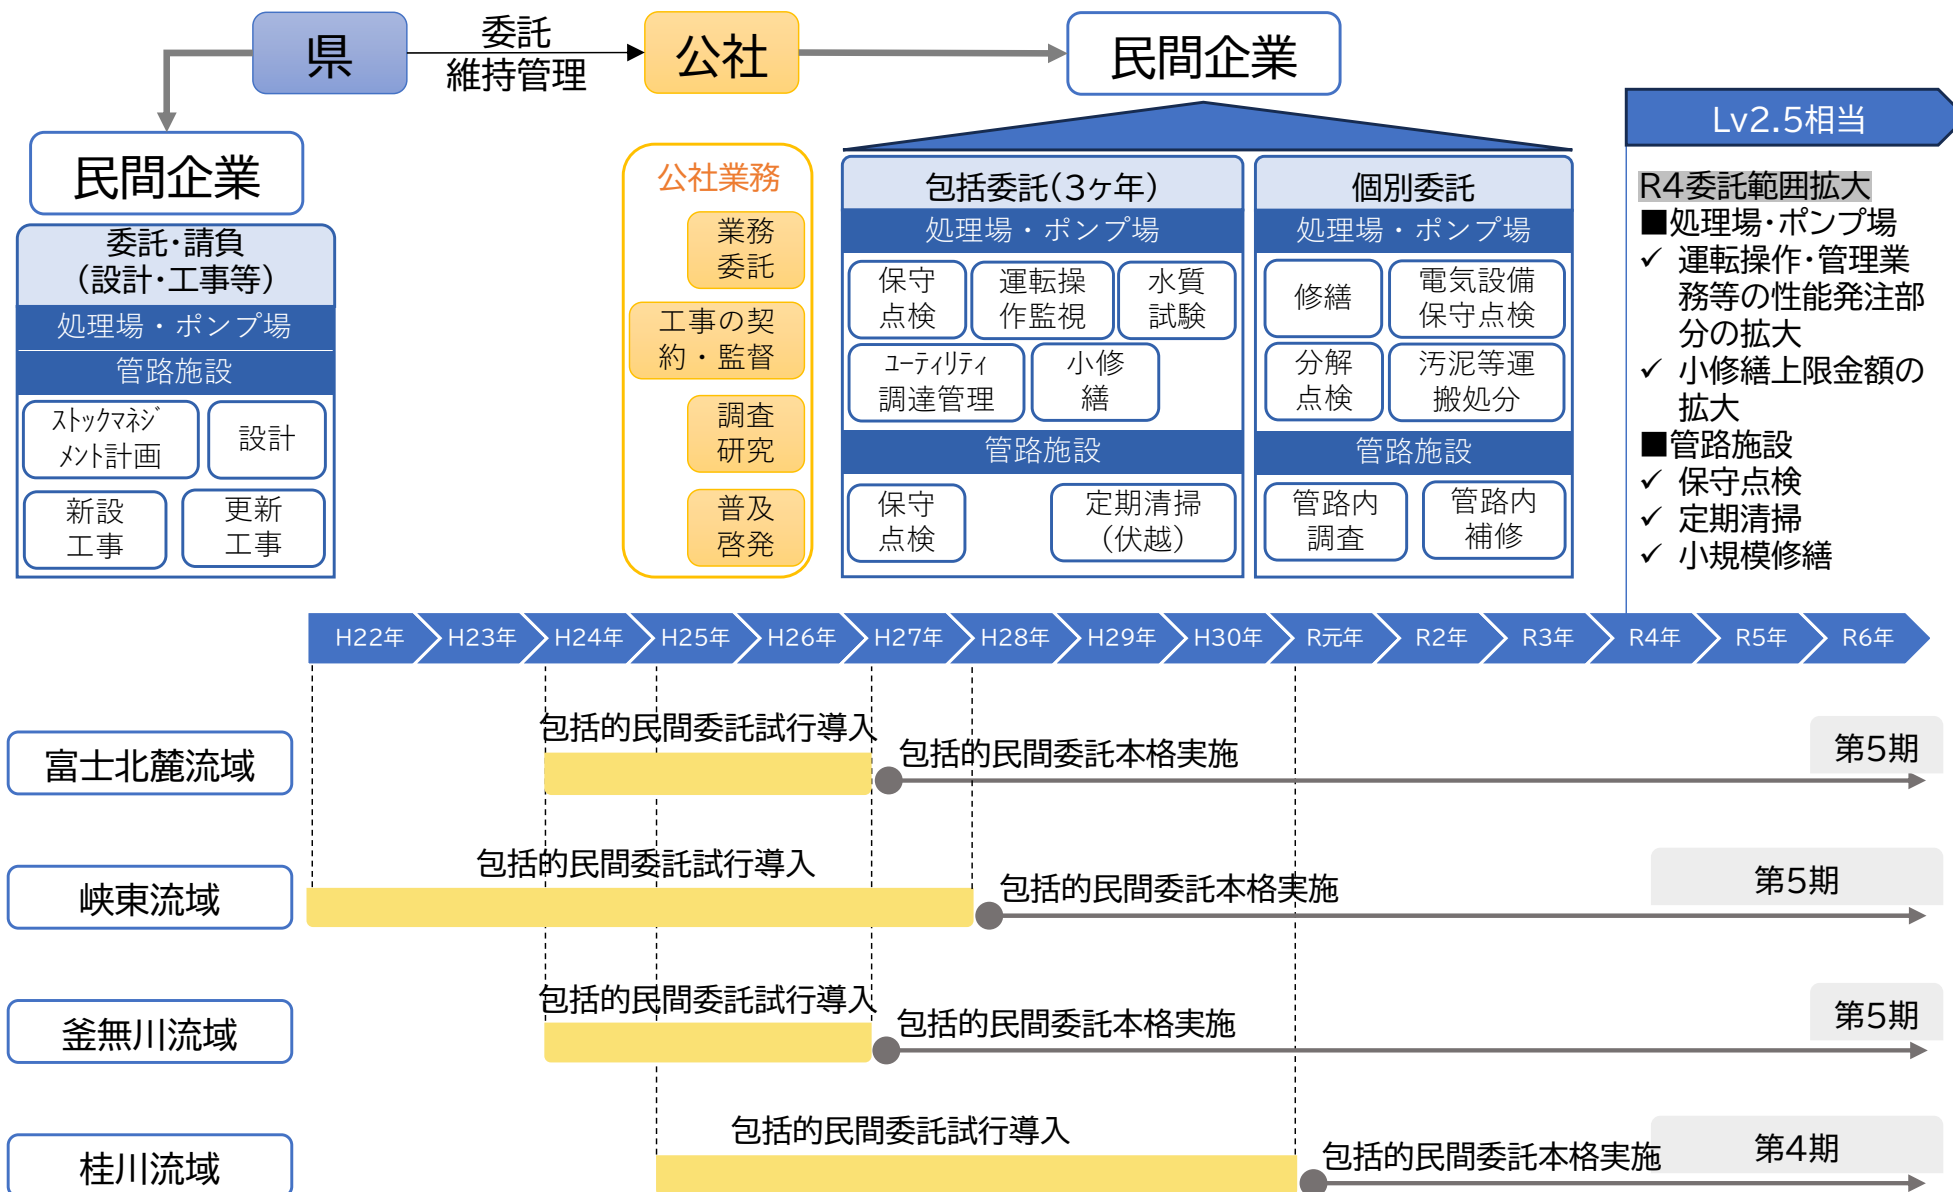 県
委託
維持管理
公社
民間企業
民間企業
委託・請負
（設計・工事等）
処理場・ポンプ場
管路施設
ｽﾄｯｸﾏﾈｼﾞ
ﾒﾝﾄ計画
設計
新設
工事
更新
工事
公社業務
業務
委託
工事の契
約・監督
調査
研究
普及
啓発
包括委託（3ヶ年）
処理場・ポンプ場
保守
点検
運転操
作監視
水質
試験
ﾕｰﾃｨﾘﾃｨ
調達管理
小修
繕
管路施設
保守
点検
定期清掃
（伏越）
個別委託
処理場・ポンプ場
修繕
電気設備
保守点検
分解
点検
汚泥等運
搬処分
管路施設
管路内
調査
管路内
補修
Lv2.5相当
R4委託範囲拡大
■処理場・ポンプ場
✓ 運転操作・管理業
務等の性能発注部
分の拡大
✓ 小修繕上限金額の
拡大
■管路施設
✓ 保守点検
✓ 定期清掃
✓ 小規模修繕
H22年 H23年 H24年 H25年 H26年 H27年 H28年 H29年 H30年 R元年 R2年 R3年 R4年 R5年 R6年
富士北麓流域
包括的民間委託試行導入
包括的民間委託本格実施
第5期
峡東流域
包括的民間委託試行導入
包括的民間委託本格実施
第5期
釜無川流域
包括的民間委託試行導入
包括的民間委託本格実施
第5期
桂川流域
包括的民間委託試行導入
包括的民間委託本格実施
第4期